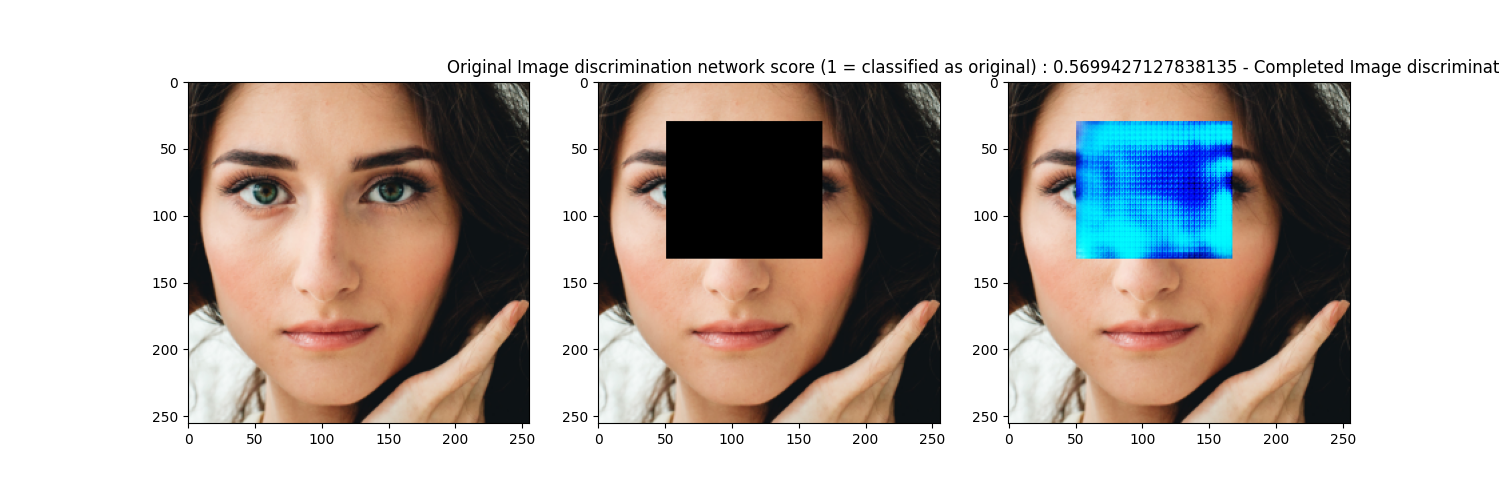 Original Image discrimination network score (1 = classified as original) : 0.5699427127838135 - Completed Image discriminat
0 0 0
50 50 50
100 100 100
150 150 150
200 200 200
250 250 250
0 50 100 150 200 250 0 50 100 150 200 250 0 50 100 150 200 250